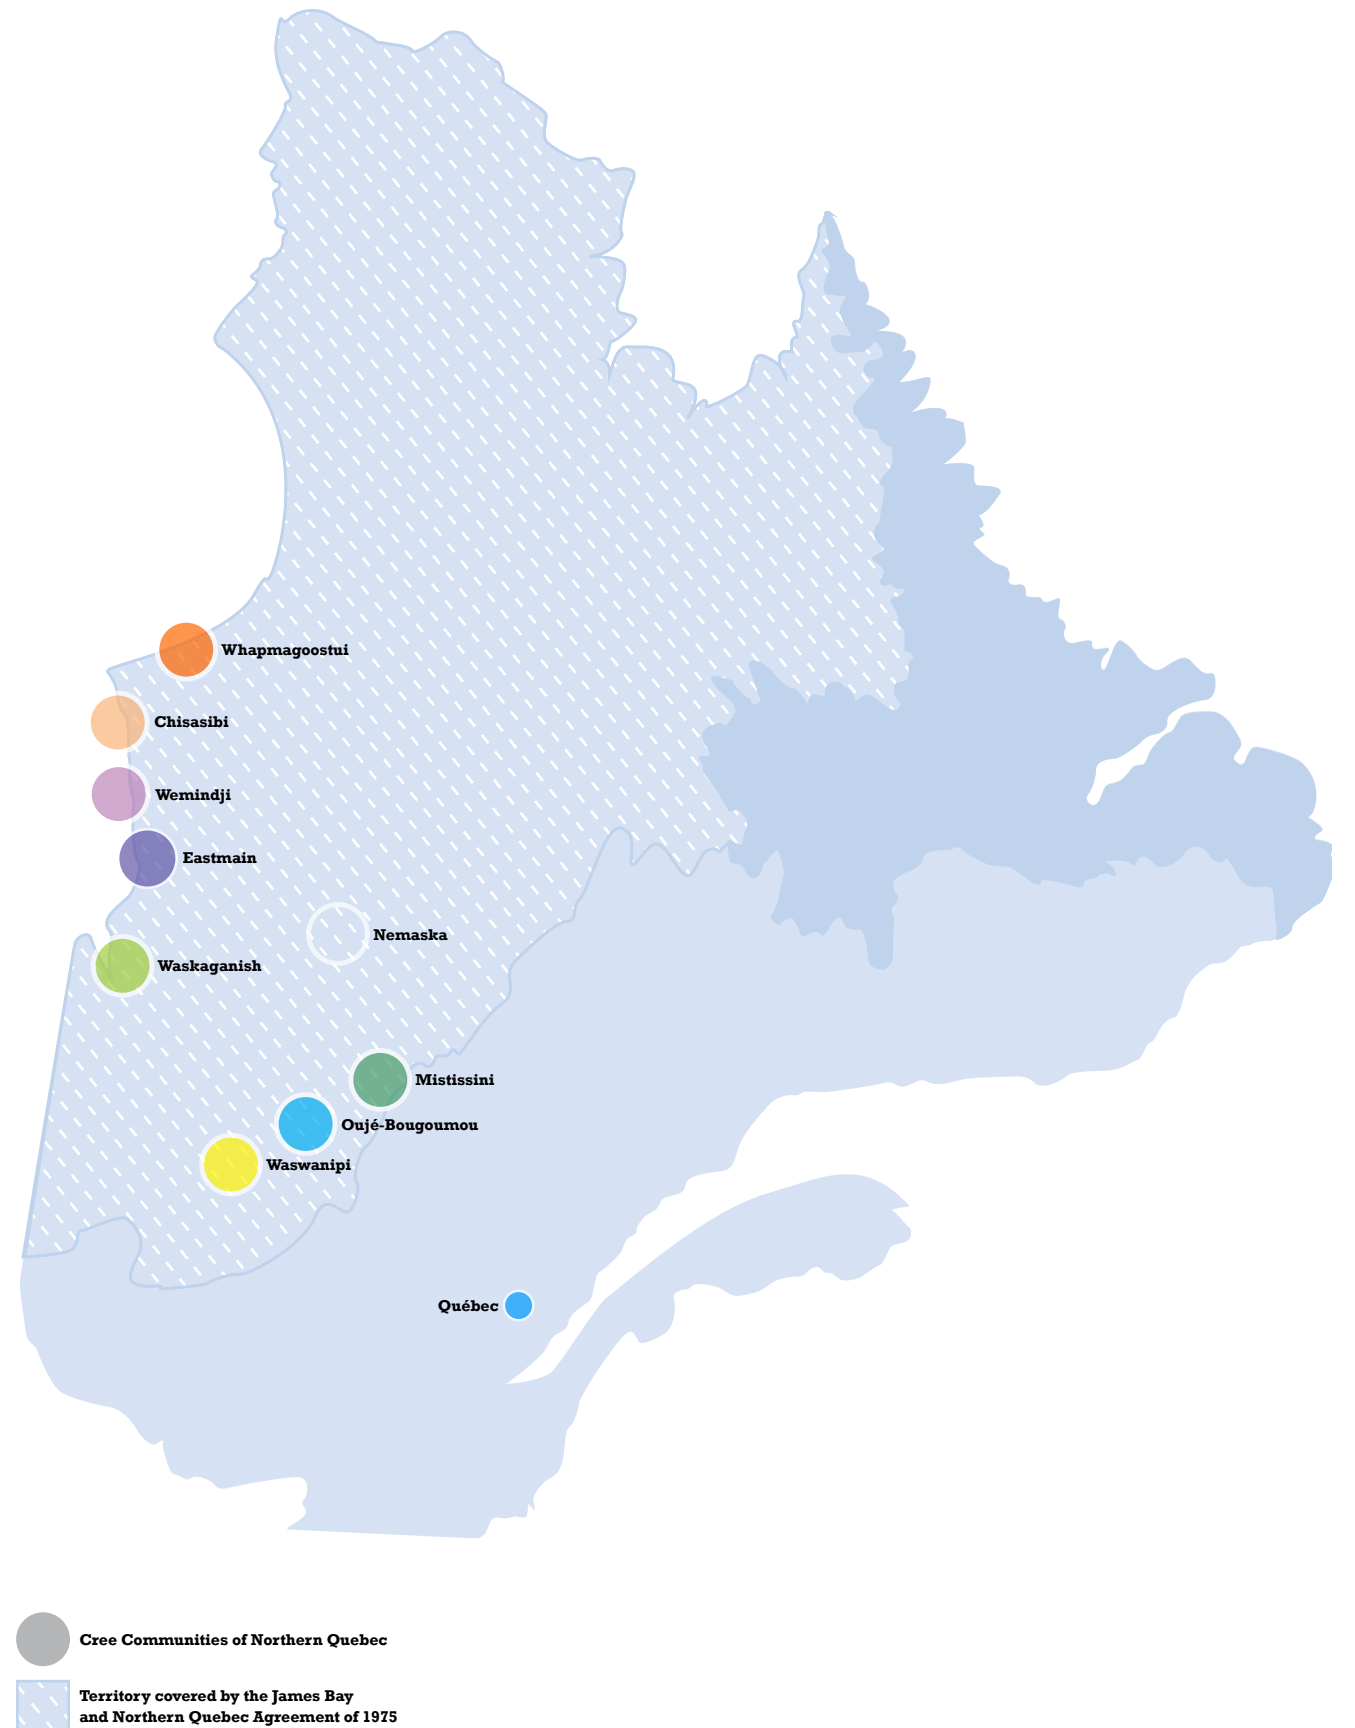 Whapmagoostui
Chisasibi
Wemindji
Eastmain
Nemaska
Waskaganish
Mistissini
Oujé-Bougoumou
Waswanipi
Québec
Cree Communities of Northern Quebec
Territory covered by the James Bay
and Northern Quebec Agreement of 1975